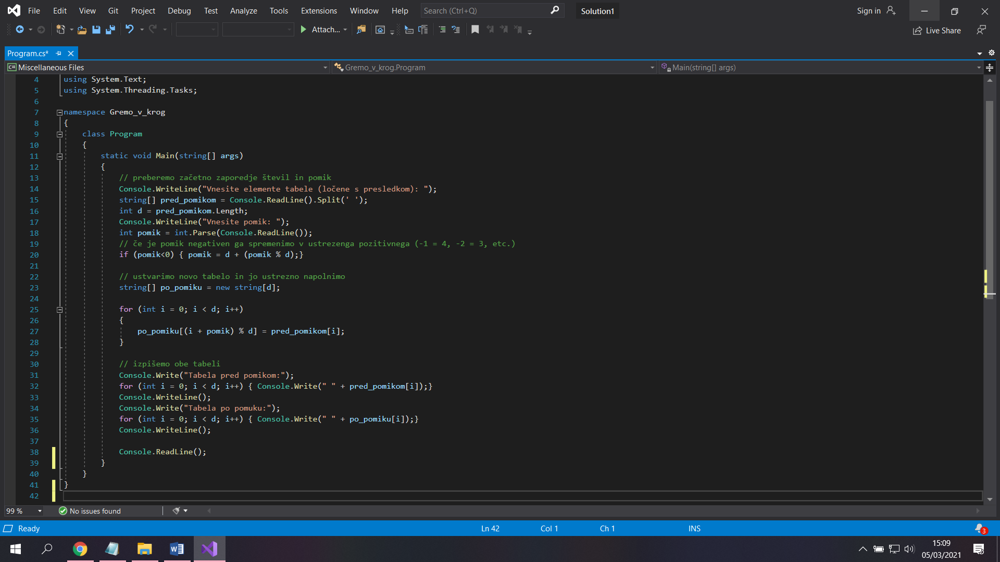 File Edit View Git Project Debug Test Analyze Tools Extensions Window Help Search (Ctrl+Q) Solution1 Sign in
Attach... Live Share
Program.cs*
C# Miscellaneous Files Gremo_v_krog.Program Main(string[] args)
4 using System.Text;
5 using System.Threading.Tasks;
6
7 namespace Gremo_v_krog
8 {
9 class Program
10 {
11 static void Main(string[] args)
12 {
13 // preberemo začetno zaporedje števil in pomik
14 Console.WriteLine("Vnesite elemente tabele (ločene s presledkom): ");
15 string[] pred_pomikom = Console.ReadLine().Split(' ');
16 int d = pred_pomikom.Length;
17 Console.WriteLine("Vnesite pomik: ");
18 int pomik = int.Parse(Console.ReadLine());
19 // če je pomik negativen ga spremenimo v ustrezenga pozitivnega (-1 = 4, -2 = 3, etc.)
20 if (pomik<0) { pomik = d + (pomik % d);}
21
22 // ustvarimo novo tabelo in jo ustrezno napolnimo
23 string[] po_pomiku = new string[d];
24
25 for (int i = 0; i < d; i++)
26 {
27 po_pomiku[(i + pomik) % d] = pred_pomikom[i];
28 }
29
30 // izpišemo obe tabeli
31 Console.Write("Tabela pred pomikom:");
32 for (int i = 0; i < d; i++) { Console.Write(" " + pred_pomikom[i]);}
33 Console.WriteLine();
34 Console.Write("Tabela po pomuku:");
35 for (int i = 0; i < d; i++) { Console.Write(" " + po_pomiku[i]);}
36 Console.WriteLine();
37
38 Console.ReadLine();
39 }
40 }
41 }
42
99 % No issues found
Ready Ln 42 Col 1 Ch 1 INS 3
15:09
05/03/2021